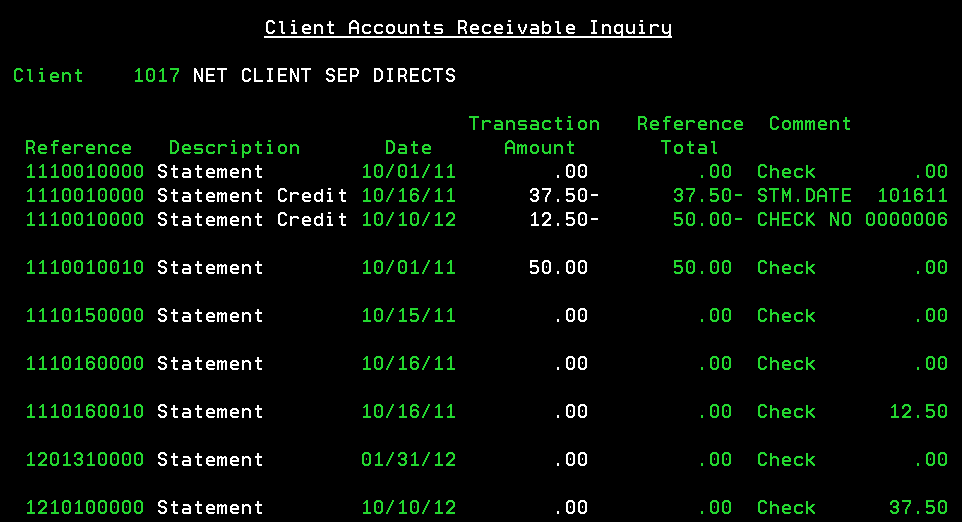 Client Accounts Receivable Inquiry
Client 1017 NET CLIENT SEP DIRECTS
Transaction Reference Comment
Reference Description Date Amount Total
1110010000 Statement 10/01/11 .00 .00 Check .00
1110010000 Statement Credit 10/16/11 37.50- 37.50- STM.DATE 101611
1110010000 Statement Credit 10/10/12 12.50- 50.00- CHECK NO 0000006
1110010010 Statement 10/01/11 50.00 50.00 Check .00
1110150000 Statement 10/15/11 .00 .00 Check .00
1110160000 Statement 10/16/11 .00 .00 Check .00
1110160010 Statement 10/16/11 .00 .00 Check 12.50
1201310000 Statement 01/31/12 .00 .00 Check .00
1210100000 Statement 10/10/12 .00 .00 Check 37.50